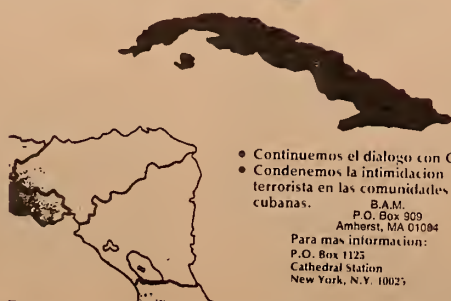 • Continuemos el dialogo con C
• Condenemos la intimidacion
terrorista en las comunidades
cubanas.
B.A.M.
P.O. Box 909
Amherst, MA 01004
Para mas informacion:
P.O. Box 1125
Cathedral Station
New York, N.Y. 10025